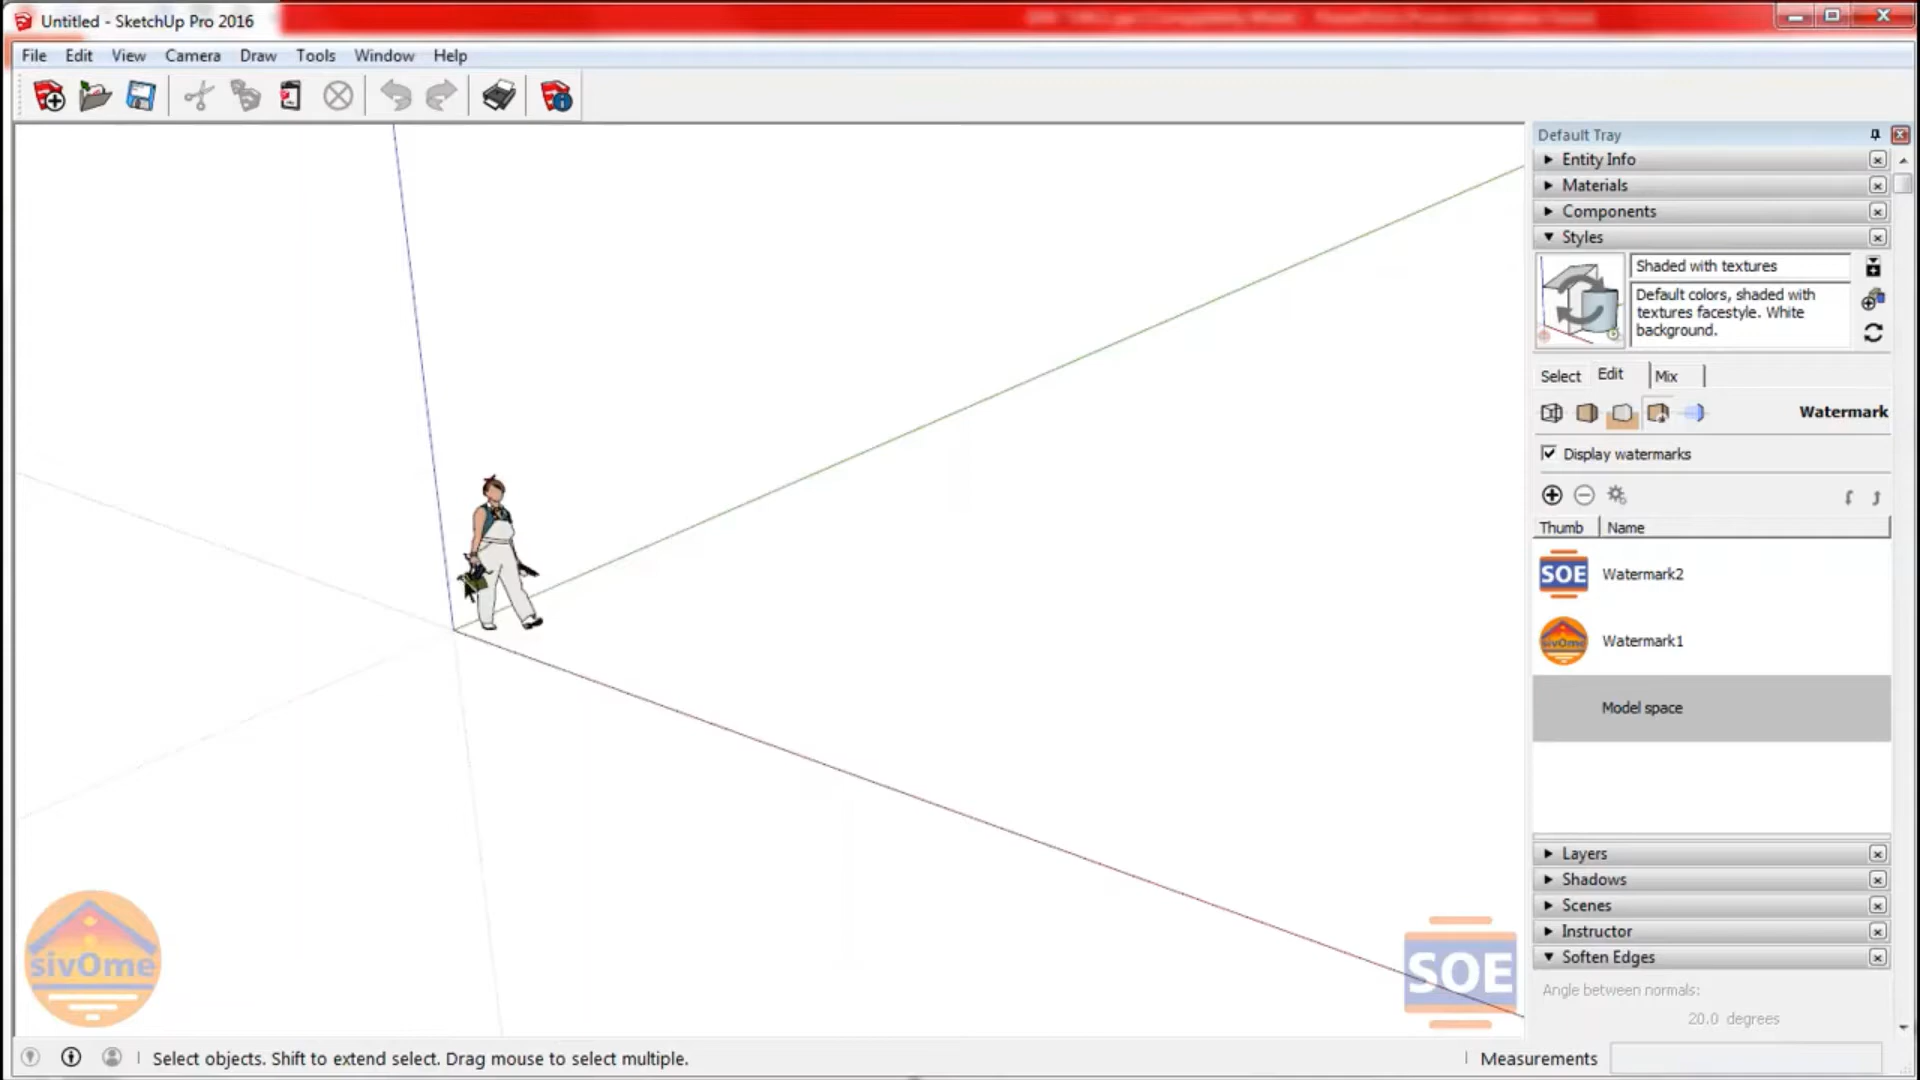 Untitled - SketchUp Pro 2016
File Edit View Camera Draw Tools Window Help
Default Tray
Entity Info
Materials
Components
Styles
Shaded with textures
Default colors, shaded with
textures facestyle. White
background.
Select Edit Mix
Watermark
Display watermarks
Thumb Name
SOE Watermark2
sivOme Watermark1
Model space
Layers
Shadows
Scenes
Instructor
Soften Edges
Angle between normals:
20.0 degrees
sivOme
SOE
Select objects. Shift to extend select. Drag mouse to select multiple.
Measurements